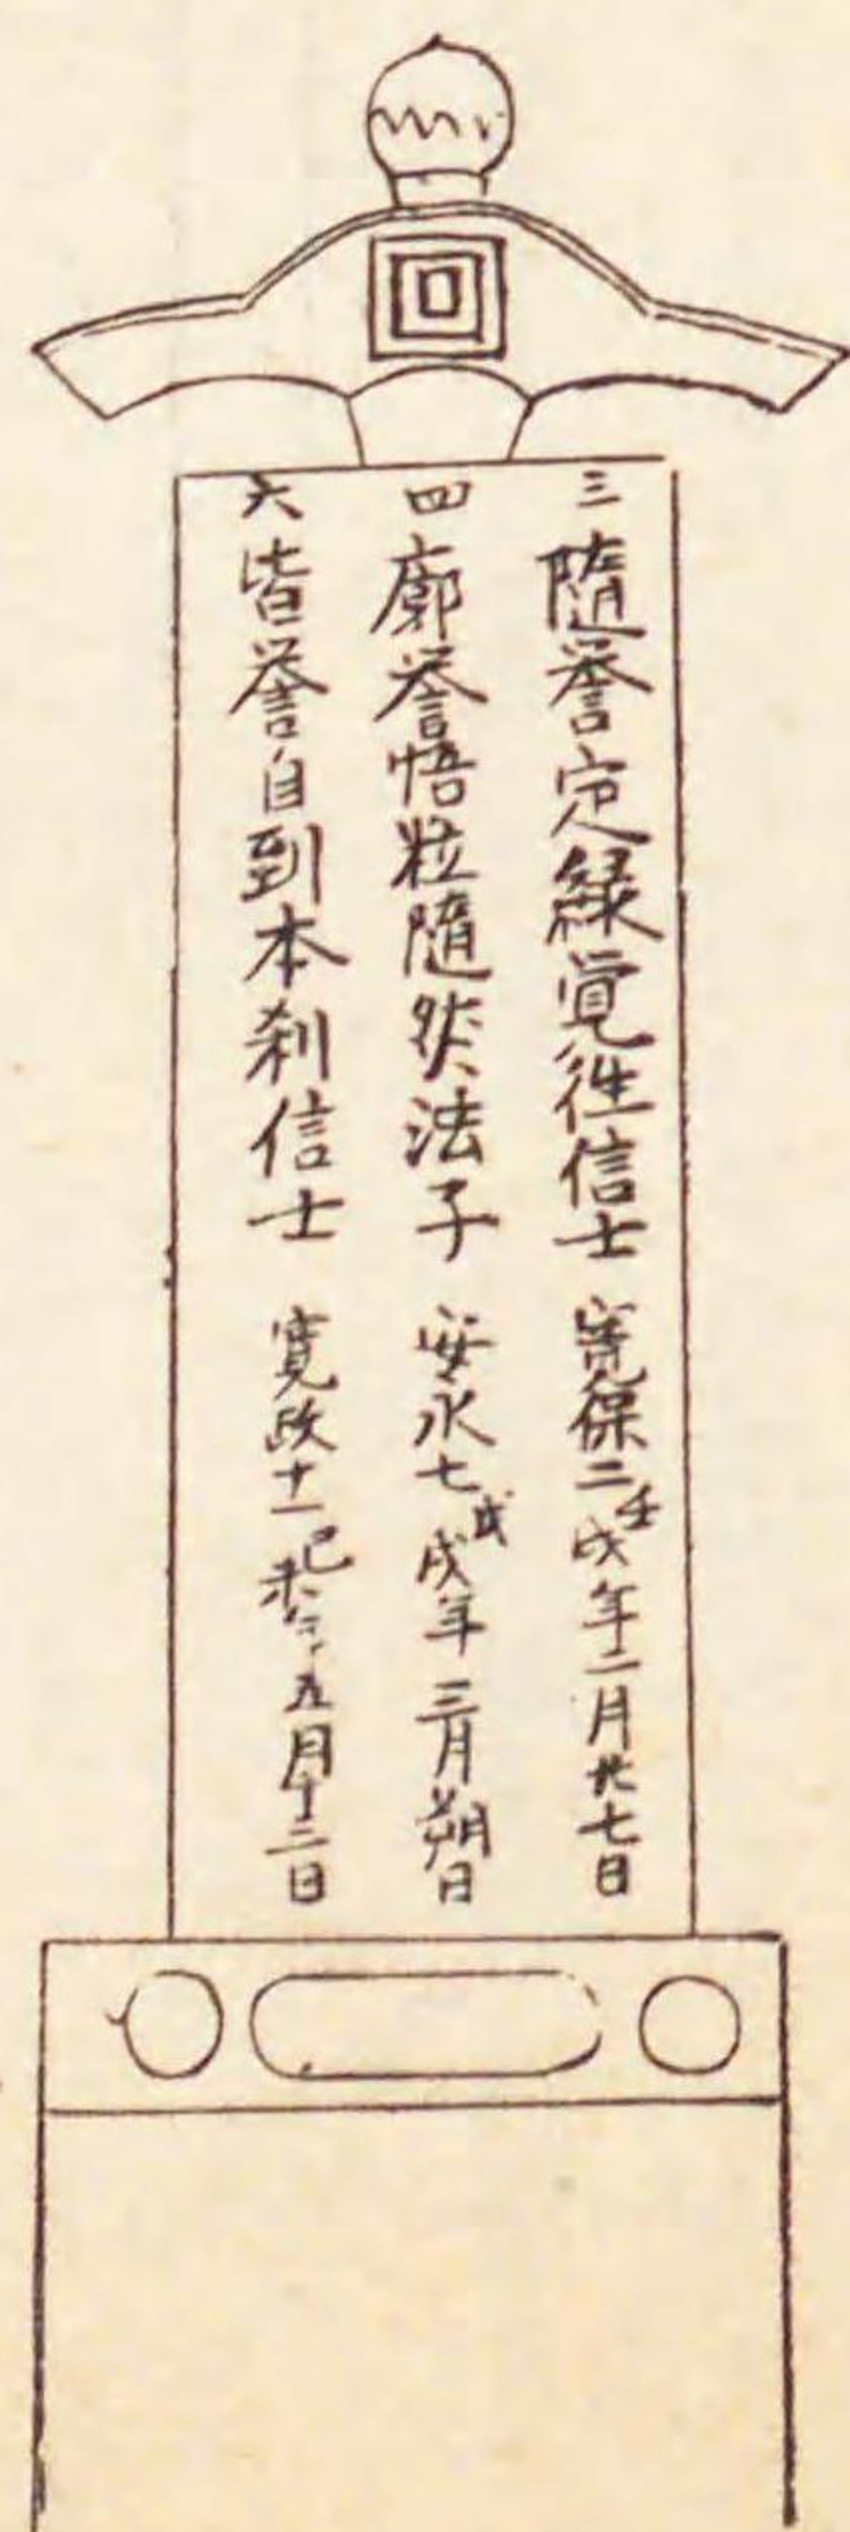 三 隨誉定縁覚往信士 寛保二壬戌年二月廿七日
四 廓誉悟粒隨然法子 安永七戊戌年三月朔日
六 皆誉自到本刹信士 寛政十一己未年五月十二日